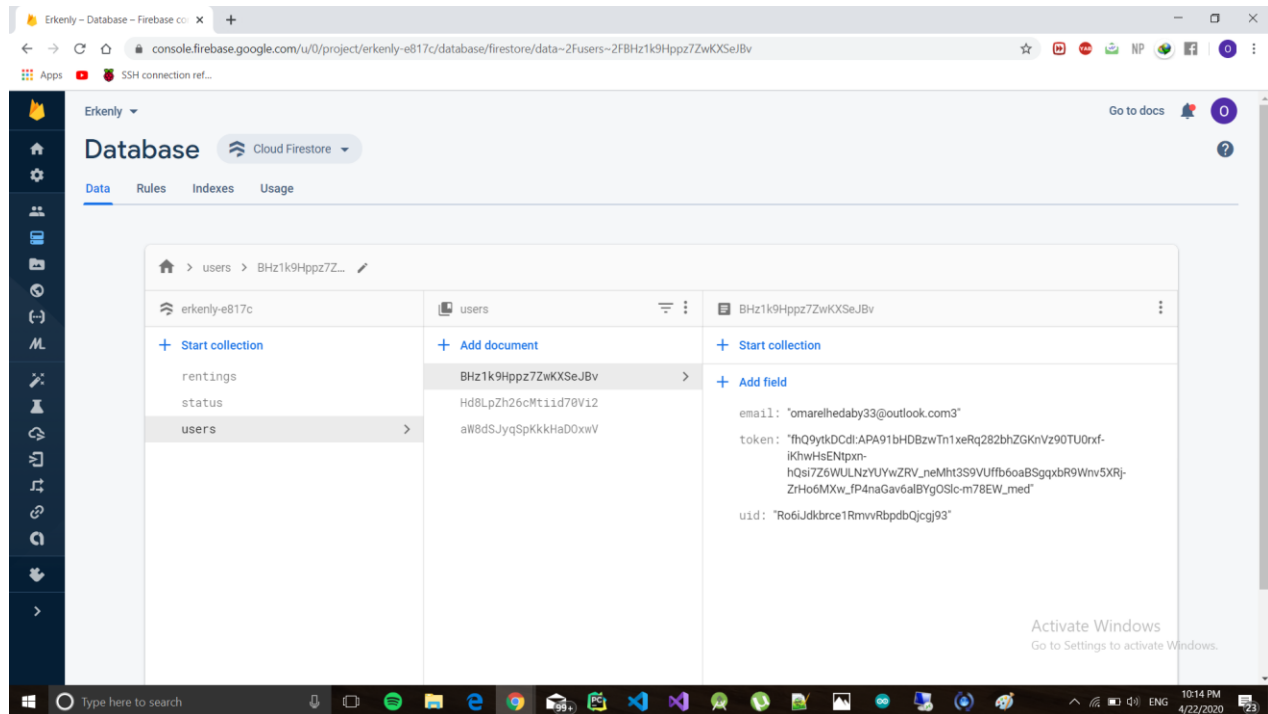 Erkenly – Database – Firebase co
console.firebase.google.com/u/0/project/erkenly-e817c/database/firestore/data~2Fusers~2FBHz1k9Hppz7ZwKXSeJBv
NP
O
Apps
SSH connection ref...
Erkenly
Go to docs
O
Database
Cloud Firestore
Data Rules Indexes Usage
users
BHz1k9Hppz7Z...
erkenly-e817c
users
BHz1k9Hppz7ZwKXSeJBv
Start collection
Add document
Start collection
rentings
status
users
BHz1k9Hppz7ZwKXSeJBv
Hd8LpZh26cMtiid70Vi2
aW8dSJyqSpKkkHaDOxwV
Add field
email: "omarelhedaby33@outlook.com3"
token: "fhQ9ytkDCdI:APA91bHDBzwTn1xeRq282bhZGKnVz90TU0rxf-
iKhwHsENtpxn-
hQsi7Z6WULNzYUYwZRV_neMht3S9VUffb6oaBSgqxbR9Wnv5XRj-
ZrHo6MXw_fP4naGav6alBYgOSlc-m78EW_med"
uid: "Ro6iJdkbrce1RmvvRbpdbQjcgj93"
Activate Windows
Go to Settings to activate Windows.
Type here to search
99+
ENG
10:14 PM
4/22/2020
23